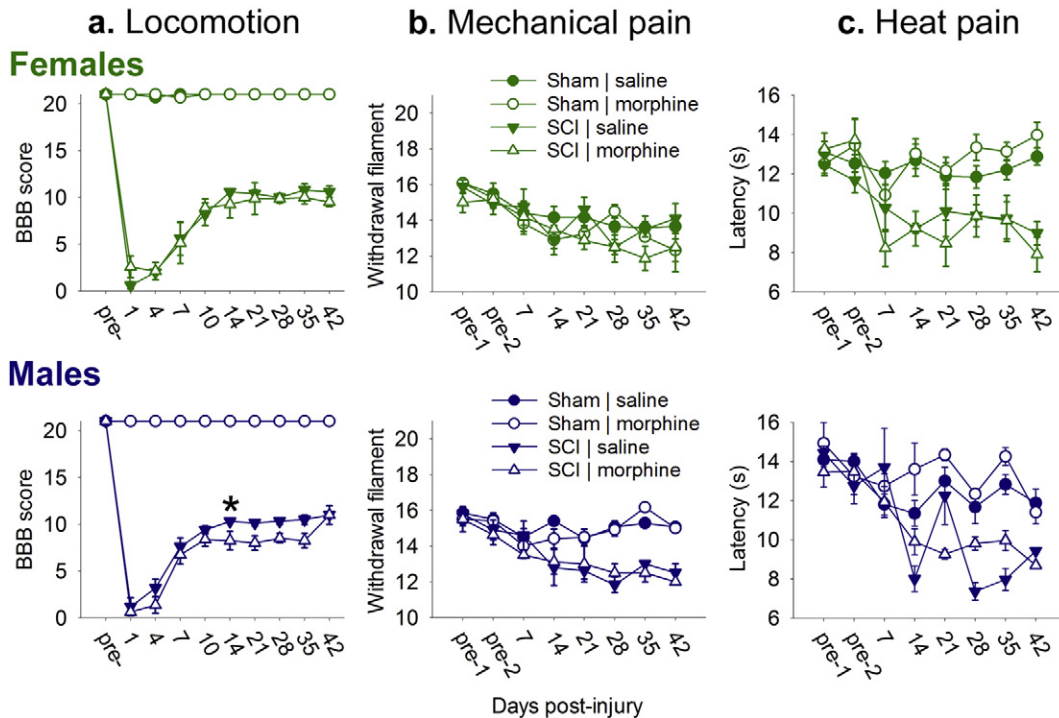 a. Locomotion
b. Mechanical pain
c. Heat pain
Females
BBB score
20
15
10
5
0
pre-
1
4
7
10
14
21
28
35
42
Withdrawal filament
20
18
16
14
12
10
Sham | saline
Sham | morphine
SCI | saline
SCI | morphine
pre-1
pre-2
7
14
21
28
35
42
Latency (s)
16
14
12
10
8
6
pre-1
pre-2
7
14
21
28
35
42
Males
BBB score
20
15
10
5
0
*
pre-
1
4
7
10
14
21
28
35
42
Withdrawal filament
20
18
16
14
12
10
Sham | saline
Sham | morphine
SCI | saline
SCI | morphine
pre-1
pre-2
7
14
21
28
35
42
Latency (s)
16
14
12
10
8
6
pre-1
pre-2
7
14
21
28
35
42
Days post-injury